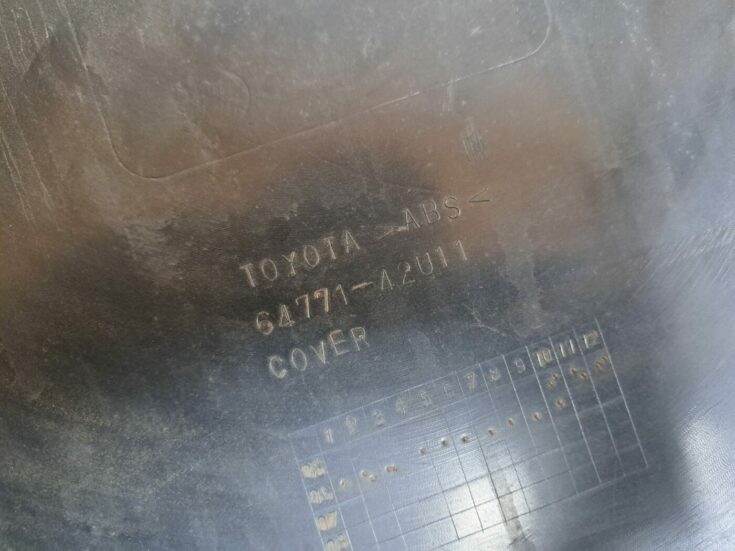 TOYOTA >ABS<
64771-42U11
COVER
1 2 3 4 5 6 7 8 9 10 11 12